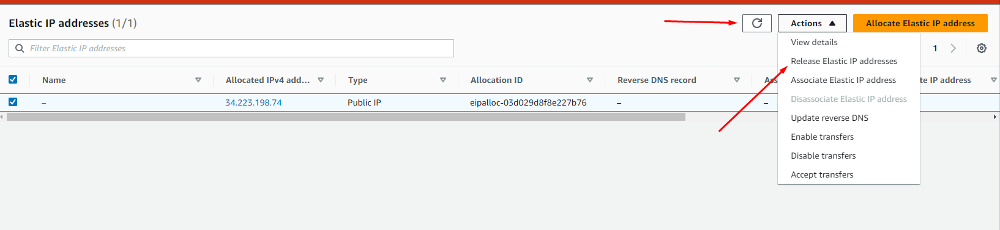 Elastic IP addresses (1/1)
Actions
Allocate Elastic IP address
Filter Elastic IP addresses
1
View details
Release Elastic IP addresses
Associate Elastic IP address
Disassociate Elastic IP address
Update reverse DNS
Enable transfers
Disable transfers
Accept transfers
Name Allocated IPv4 add... Type Allocation ID Reverse DNS record te IP address
– 34.223.198.74 Public IP eipalloc-03d029d8f8e227b76 – –